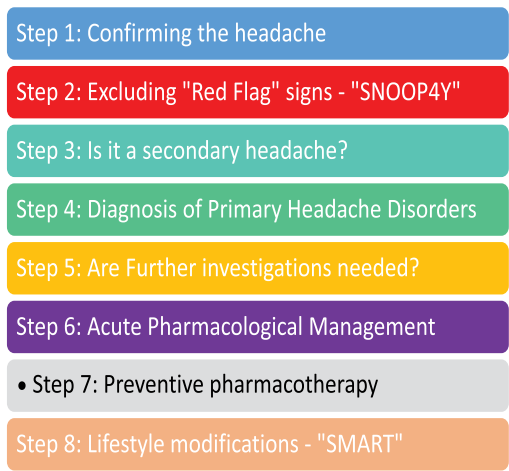 Step 1: Confirming the headache
Step 2: Excluding "Red Flag" signs - "SNOOP4Y"
Step 3: Is it a secondary headache?
Step 4: Diagnosis of Primary Headache Disorders
Step 5: Are Further investigations needed?
Step 6: Acute Pharmacological Management
• Step 7: Preventive pharmacotherapy
Step 8: Lifestyle modifications - "SMART"